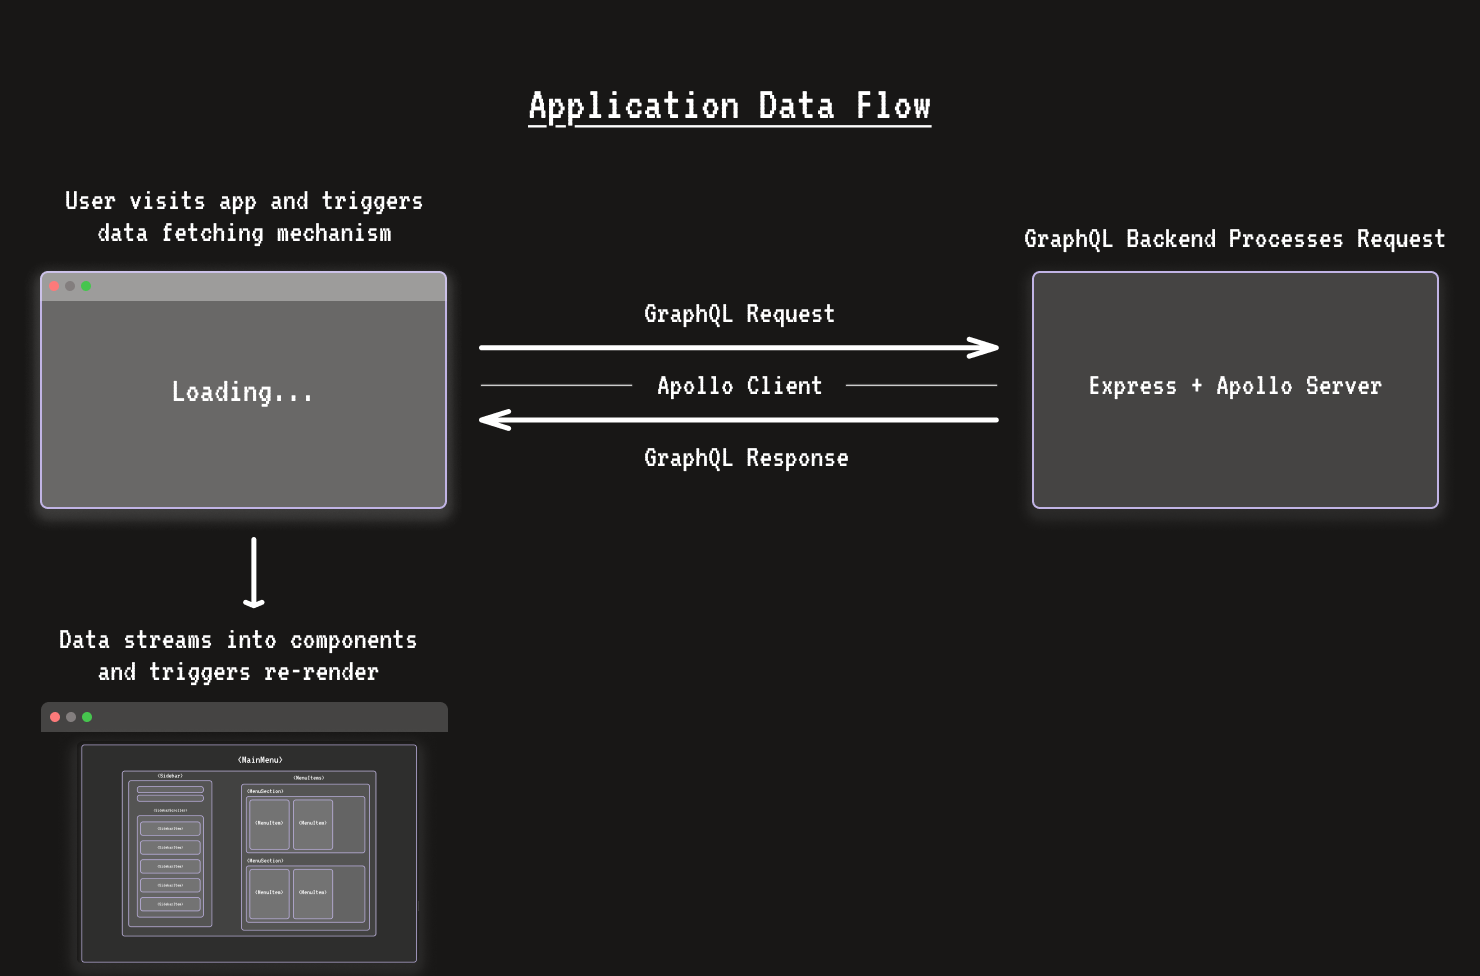 Application Data Flow
User visits app and triggers
data fetching mechanism
GraphQL Backend Processes Request
Loading...
GraphQL Request
Apollo Client
GraphQL Response
Express + Apollo Server
Data streams into components
and triggers re-render
⟨MainMenu⟩
⟨Sidebar⟩
⟨MenuItems⟩
⟨MenuSection⟩
⟨MenuItem⟩ ⟨MenuItem⟩
⟨MenuSection⟩
⟨MenuItem⟩ ⟨MenuItem⟩
⟨SidebarSection⟩
⟨SidebarItem⟩
⟨SidebarItem⟩
⟨SidebarItem⟩
⟨SidebarItem⟩
⟨SidebarItem⟩